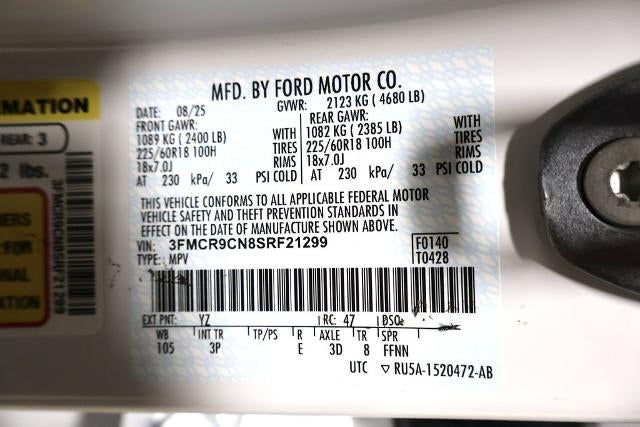 MFD. BY FORD MOTOR CO.
DATE: 08/25 GVWR: 2123 KG ( 4680 LB)
FRONT GAWR: REAR GAWR:
1089 KG ( 2400 LB) WITH 1082 KG ( 2385 LB) WITH
225/60R18 100H TIRES 225/60R18 100H TIRES
18x7.0J RIMS 18x7.0J RIMS
AT 230 kPa/ 33 PSI COLD AT 230 kPa/ 33 PSI COLD
THIS VEHICLE CONFORMS TO ALL APPLICABLE FEDERAL MOTOR
VEHICLE SAFETY AND THEFT PREVENTION STANDARDS IN
EFFECT ON THE DATE OF MANUFACTURE SHOWN ABOVE.
VIN: 3FMCR9CN8SRF21299 F0140
TYPE: MPV T0428
EXT PNT: YZ RC: 47 DSO:
WB INT TR TP/PS R AXLE TR SPR
105 3P E 3D 8 FFNN
UTC ▽ RU5A-1520472-AB
RMATION
REAR: 3
2 lbs.
3FMCR9CN8SRF21299